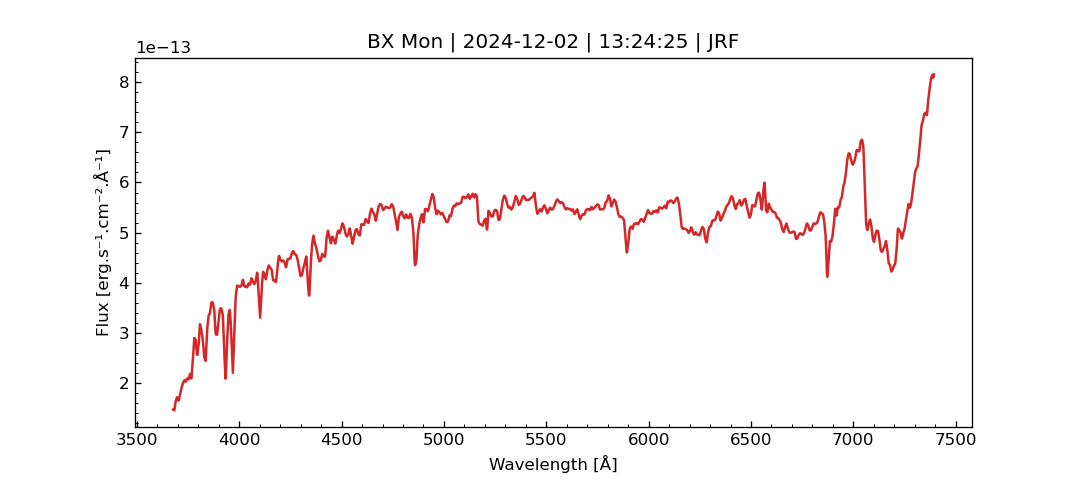 BX Mon | 2024-12-02 | 13:24:25 | JRF
1e−13
8
7
6
5
4
3
2
Flux [erg.s⁻¹.cm⁻².Å⁻¹]
3500 4000 4500 5000 5500 6000 6500 7000 7500
Wavelength [Å]